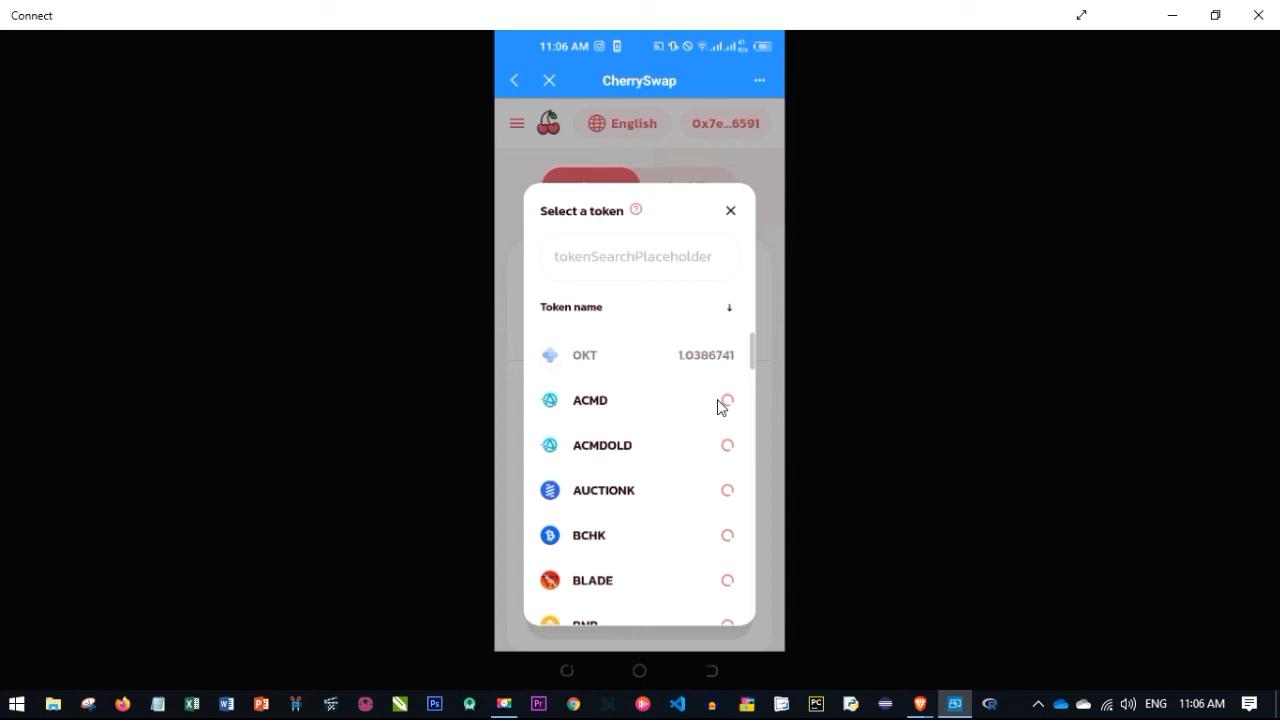 Connect
11:06 AM
CherrySwap
English
0x7e...6591
Select a token
tokenSearchPlaceholder
Token name
OKT 1.0386741
ACMD
ACMDOLD
AUCTIONK
BCHK
BLADE
BNB
ENG 11:06 AM